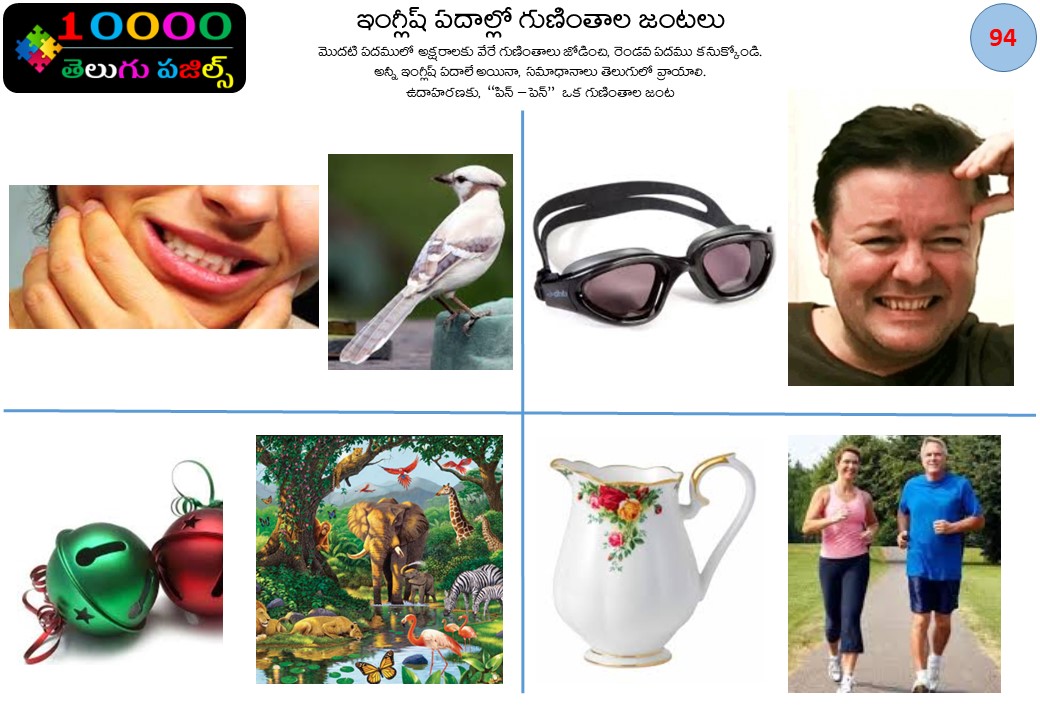 10000
తెలుగు పజిల్స్
ఇంగ్లీష్ పదాల్లో గుణింతాల జంటలు
94
మొదటి పదములో అక్షరాలకు వేరే గుణింతాలు జోడించి, రెండవ పదము కనుక్కోండి.
అన్ని ఇంగ్లీష్ పదాలే అయినా, సమాధానాలు తెలుగులో వ్రాయాలి.
ఉదాహరణకు, “పిన్ – పెన్” ఒక గుణింతాల జంట